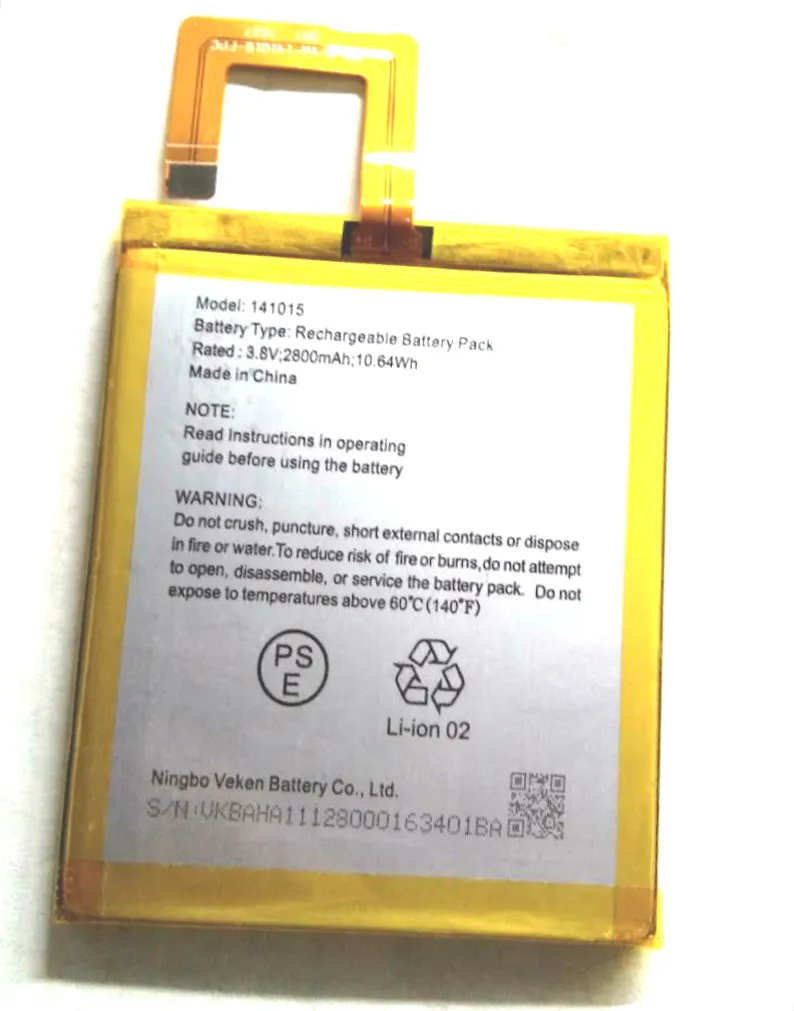 Model: 141015
Battery Type: Rechargeable Battery Pack
Rated : 3.8V;2800mAh;10.64Wh
Made in China
NOTE:
Read Instructions in operating
guide before using the battery
WARNING:
Do not crush, puncture, short external contacts or dispose
in fire or water.To reduce risk of fire or burns,do not attempt
to open, disassemble, or service the battery pack. Do not
expose to temperatures above 60℃(140℉)
PS
E
Li-ion 02
Ningbo Veken Battery Co., Ltd.
S/N:VKBAHA11128000163401BA